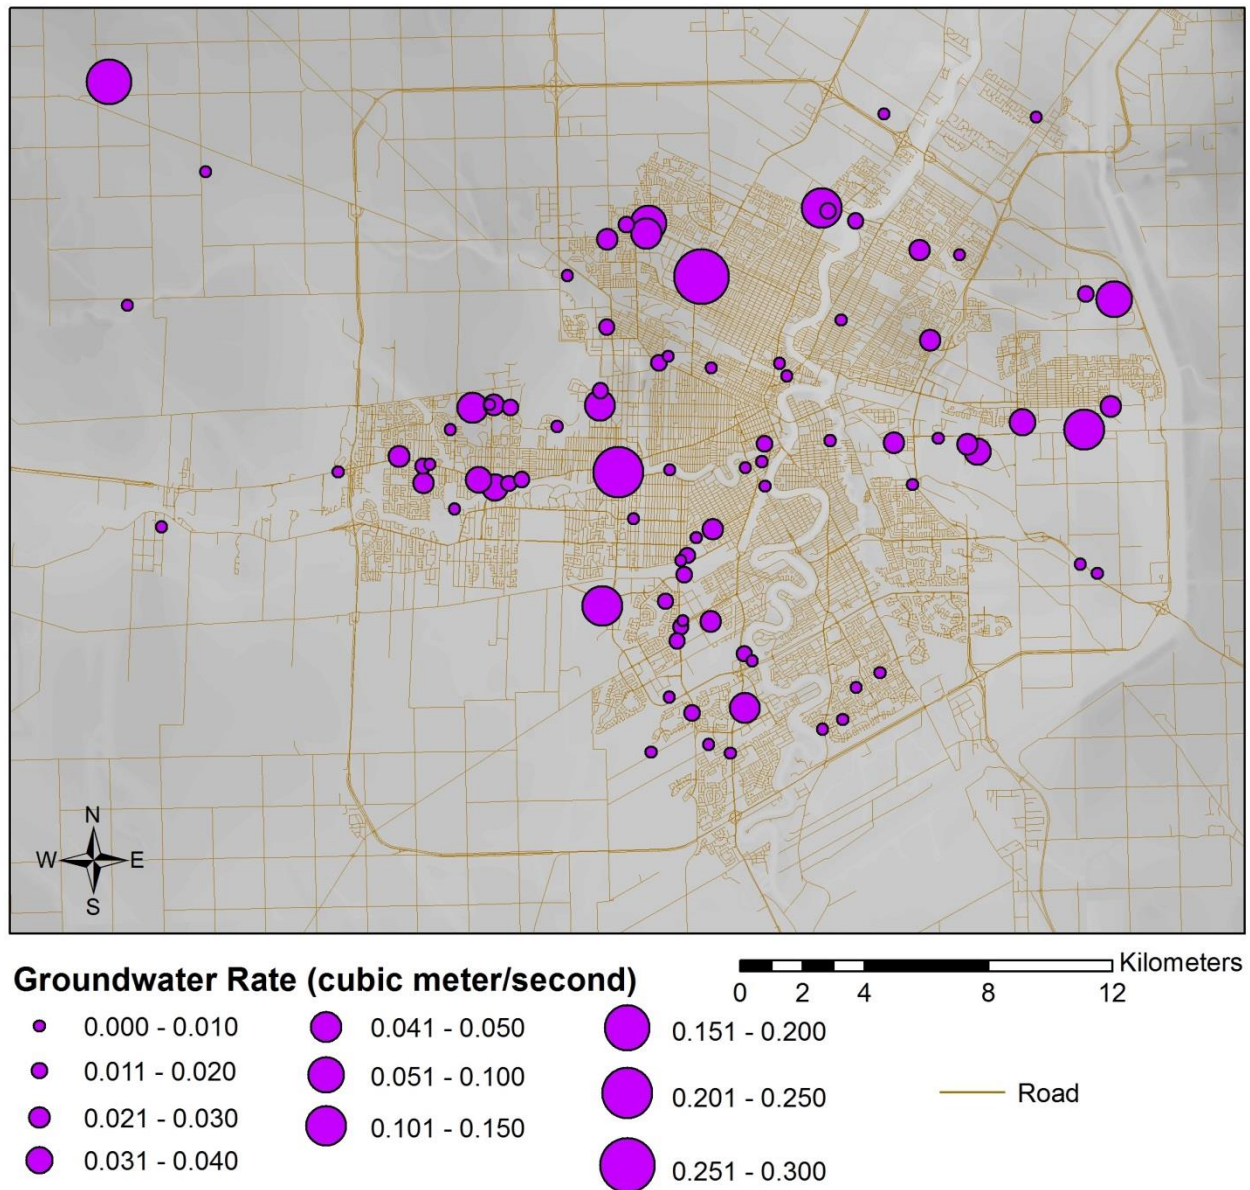 N
W E
S
Groundwater Rate (cubic meter/second)
Kilometers
0 2 4 8 12
0.000 - 0.010
0.011 - 0.020
0.021 - 0.030
0.031 - 0.040
0.041 - 0.050
0.051 - 0.100
0.101 - 0.150
0.151 - 0.200
0.201 - 0.250
0.251 - 0.300
Road